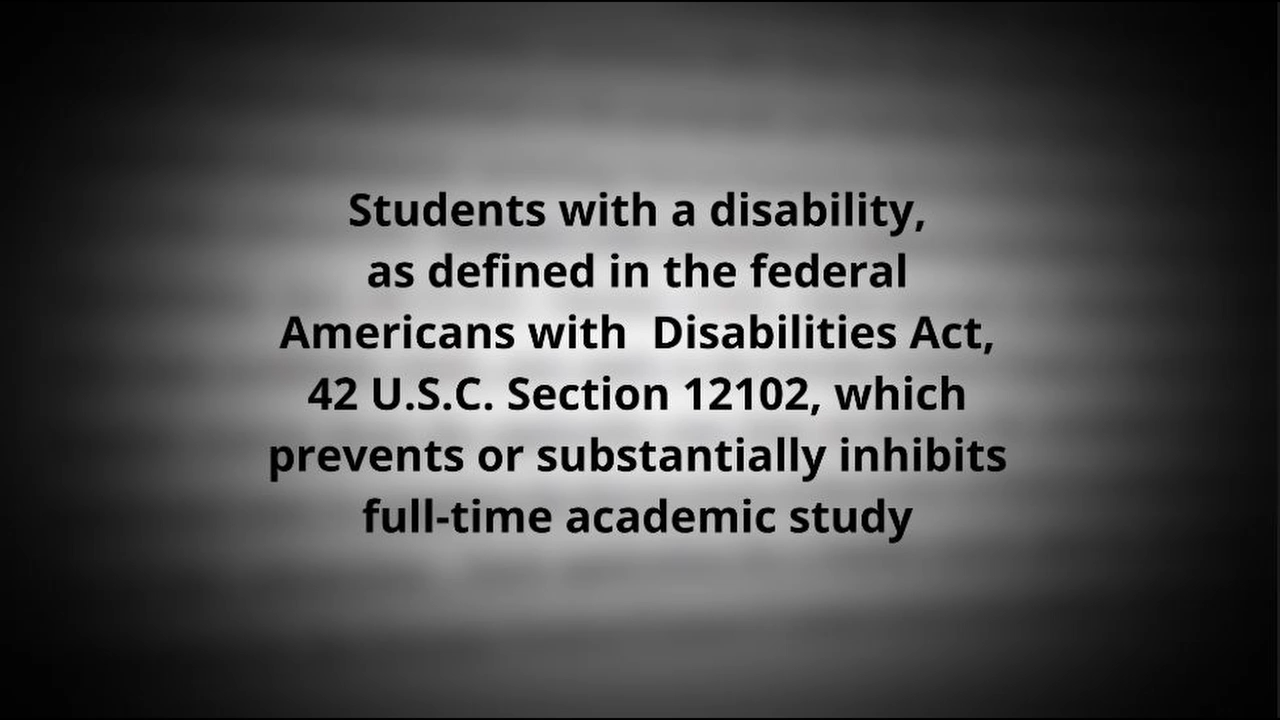 Students with a disability,
as defined in the federal
Americans with  Disabilities Act,
42 U.S.C. Section 12102, which
prevents or substantially inhibits
full-time academic study